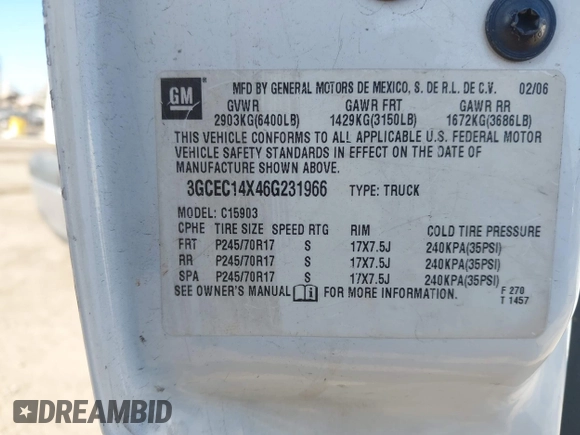 GM
MFD BY GENERAL MOTORS DE MEXICO, S. DE R.L. DE C.V. 02/06
GVWR GAWR FRT GAWR RR
2903KG(6400LB) 1429KG(3150LB) 1672KG(3686LB)
THIS VEHICLE CONFORMS TO ALL APPLICABLE U.S. FEDERAL MOTOR
VEHICLE SAFETY STANDARDS IN EFFECT ON THE DATE OF
MANUFACTURE SHOWN ABOVE.
3GCEC14X46G231966 TYPE: TRUCK
MODEL: C15903
CPHE TIRE SIZE SPEED RTG RIM COLD TIRE PRESSURE
FRT P245/70R17 S 17X7.5J 240KPA(35PSI)
RR P245/70R17 S 17X7.5J 240KPA(35PSI)
SPA P245/70R17 S 17X7.5J 240KPA(35PSI)
SEE OWNER'S MANUAL FOR MORE INFORMATION.
F 270
T 1457
DREAMBID